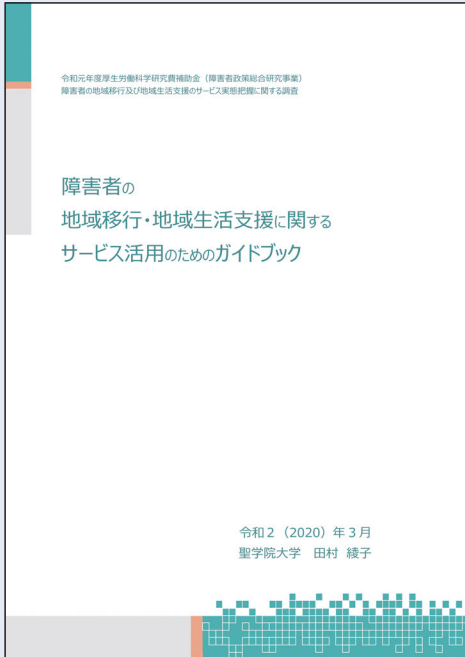 令和元年度厚生労働科学研究費補助金（障害者政策総合研究事業）
障害者の地域移行及び地域生活支援のサービス実態把握に関する調査
障害者の
地域移行・地域生活支援に関する
サービス活用のためのガイドブック
令和２（2020）年３月
聖学院大学　田村 綾子